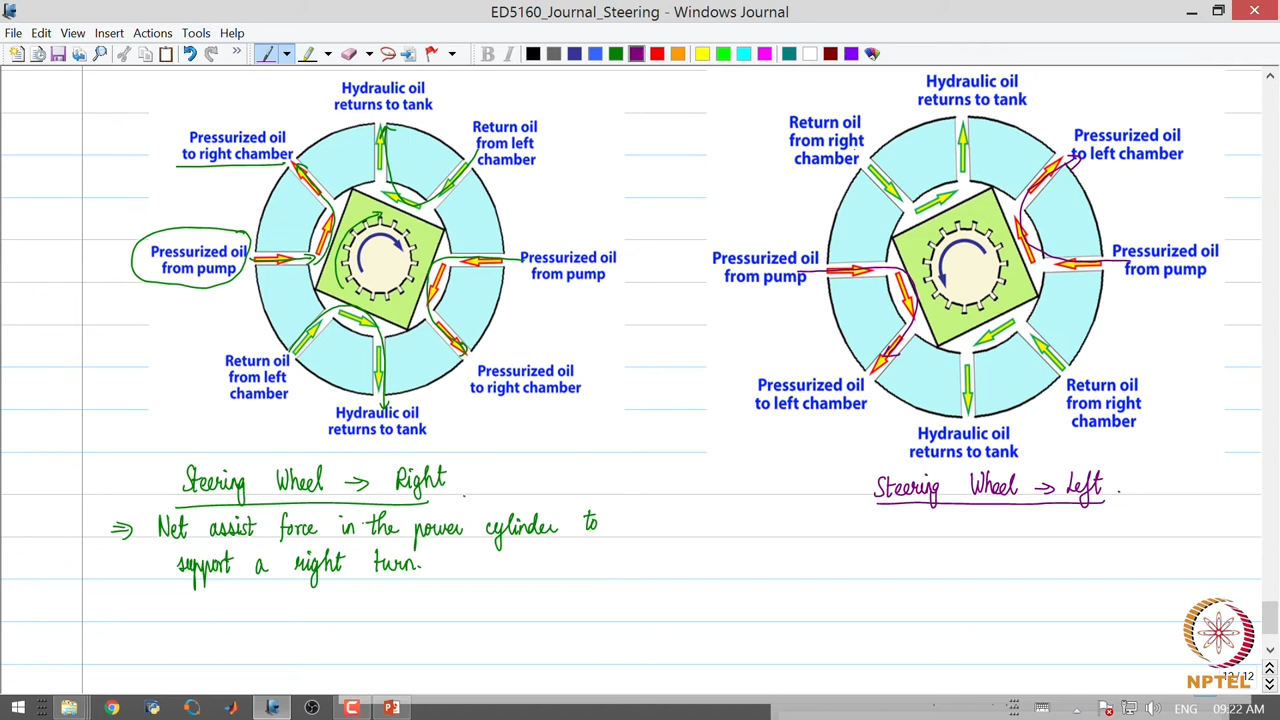 ED5160_Journal_Steering - Windows Journal
File Edit View Insert Actions Tools Help
Hydraulic oil
returns to tank
Pressurized oil
to right chamber
Return oil
from left
chamber
Pressurized oil
from pump
Pressurized oil
from pump
Return oil
from left
chamber
Pressurized oil
to right chamber
Hydraulic oil
returns to tank
Steering Wheel → Right
⇒ Net assist force in the power cylinder to
support a right turn.
Hydraulic oil
returns to tank
Return oil
from right
chamber
Pressurized oil
to left chamber
Pressurized oil
from pump
Pressurized oil
from pump
Pressurized oil
to left chamber
Return oil
from right
chamber
Hydraulic oil
returns to tank
Steering Wheel → Left
12/12
NPTEL
ENG 09:22 AM